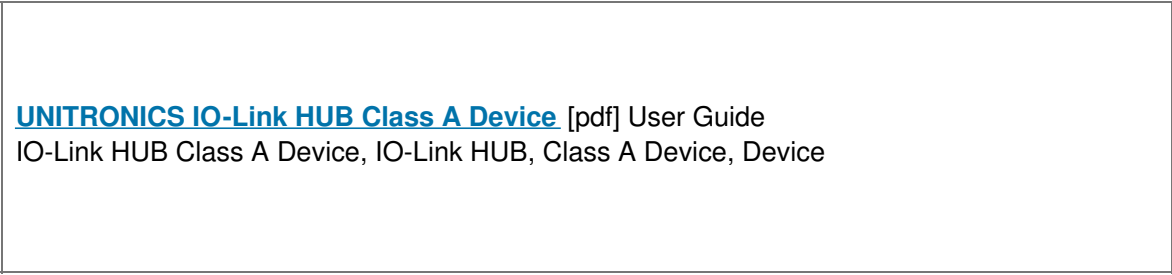 UNITRONICS IO-Link HUB Class A Device [pdf] User Guide
IO-Link HUB Class A Device, IO-Link HUB, Class A Device, Device